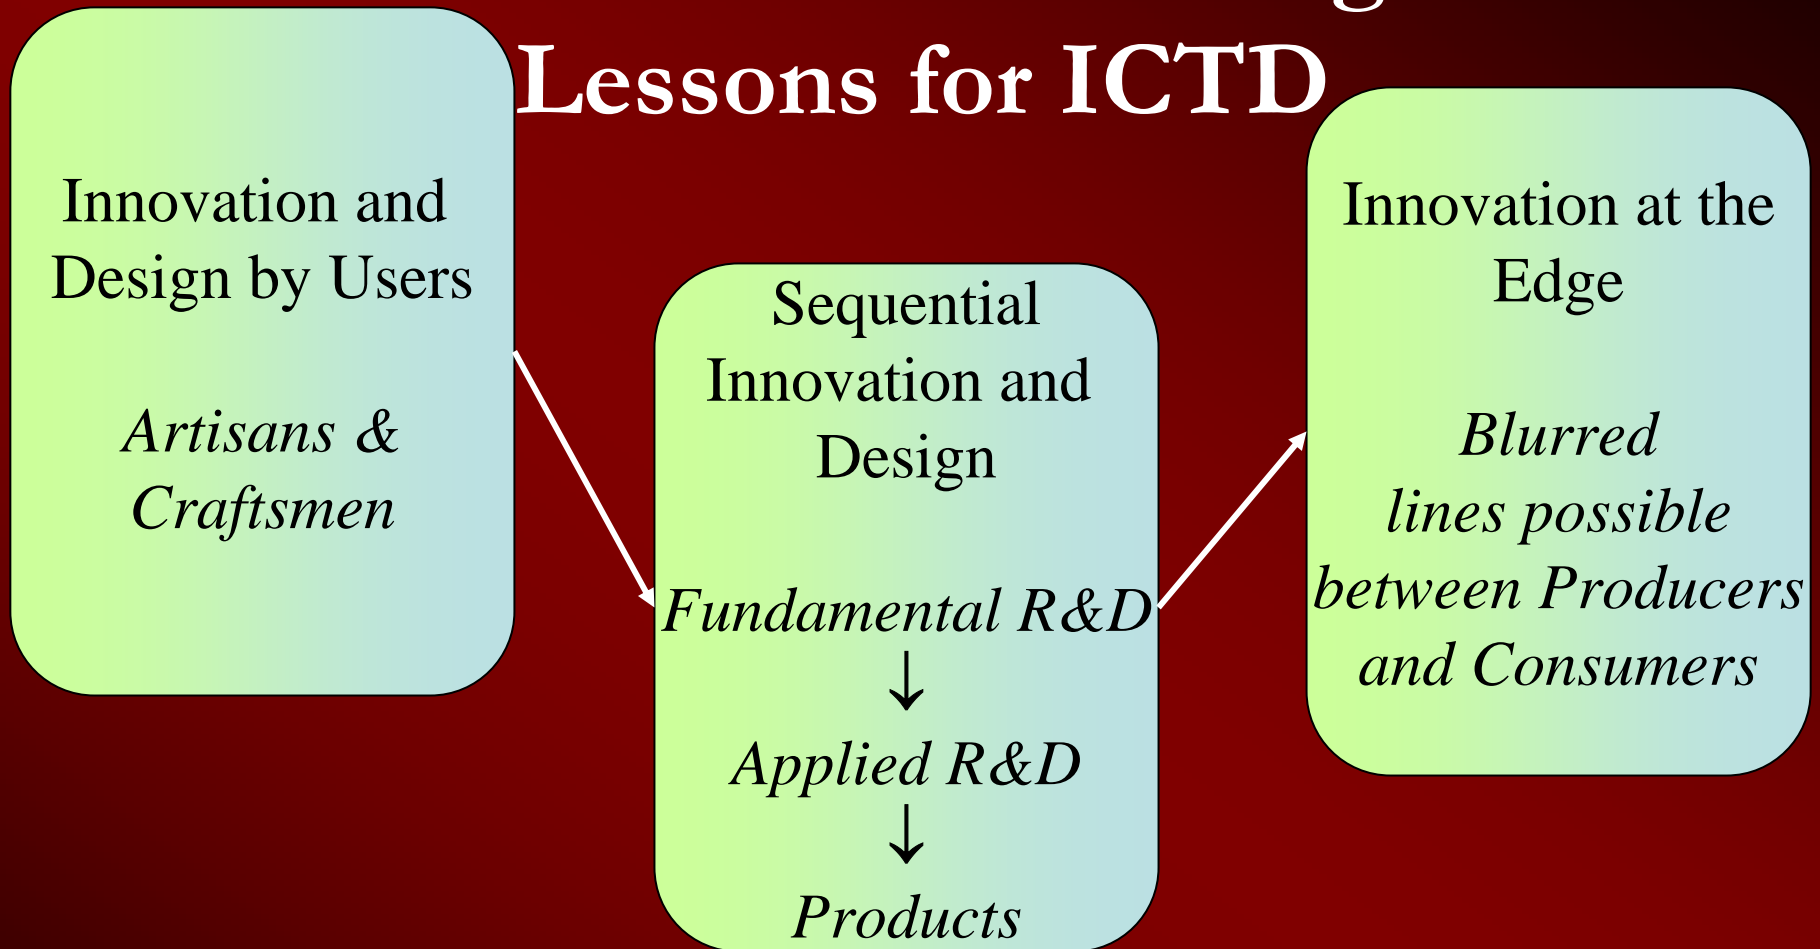 Lessons for ICTD
Innovation and
Design by Users
Artisans &
Craftsmen
Sequential
Innovation and
Design
Fundamental R&D
↓
Applied R&D
↓
Products
Innovation at the
Edge
Blurred
lines possible
between Producers
and Consumers